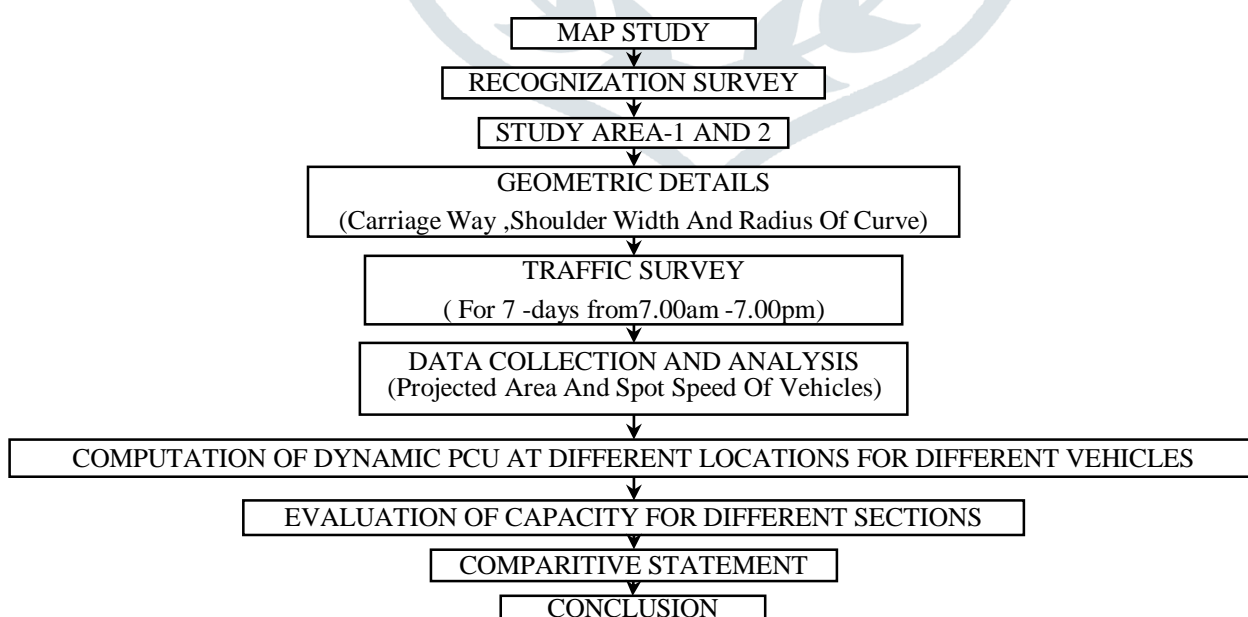 MAP STUDY
RECOGNIZATION SURVEY
STUDY AREA-1 AND 2
GEOMETRIC DETAILS
(Carriage Way ,Shoulder Width And Radius Of Curve)
TRAFFIC SURVEY
( For 7 -days from7.00am -7.00pm)
DATA COLLECTION AND ANALYSIS
(Projected Area And Spot Speed Of Vehicles)
COMPUTATION OF DYNAMIC PCU AT DIFFERENT LOCATIONS FOR DIFFERENT VEHICLES
EVALUATION OF CAPACITY FOR DIFFERENT SECTIONS
COMPARITIVE STATEMENT
CONCLUSION